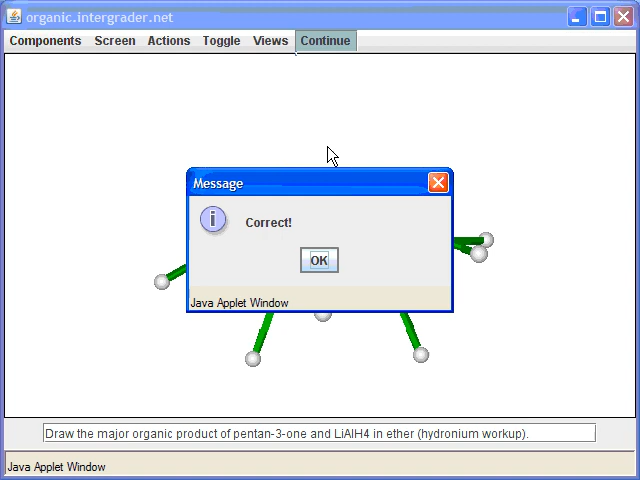 organic.intergrader.net
Components Screen Actions Toggle Views Continue
Message
Correct!
OK
Java Applet Window
Draw the major organic product of pentan-3-one and LiAlH4 in ether (hydronium workup).
Java Applet Window